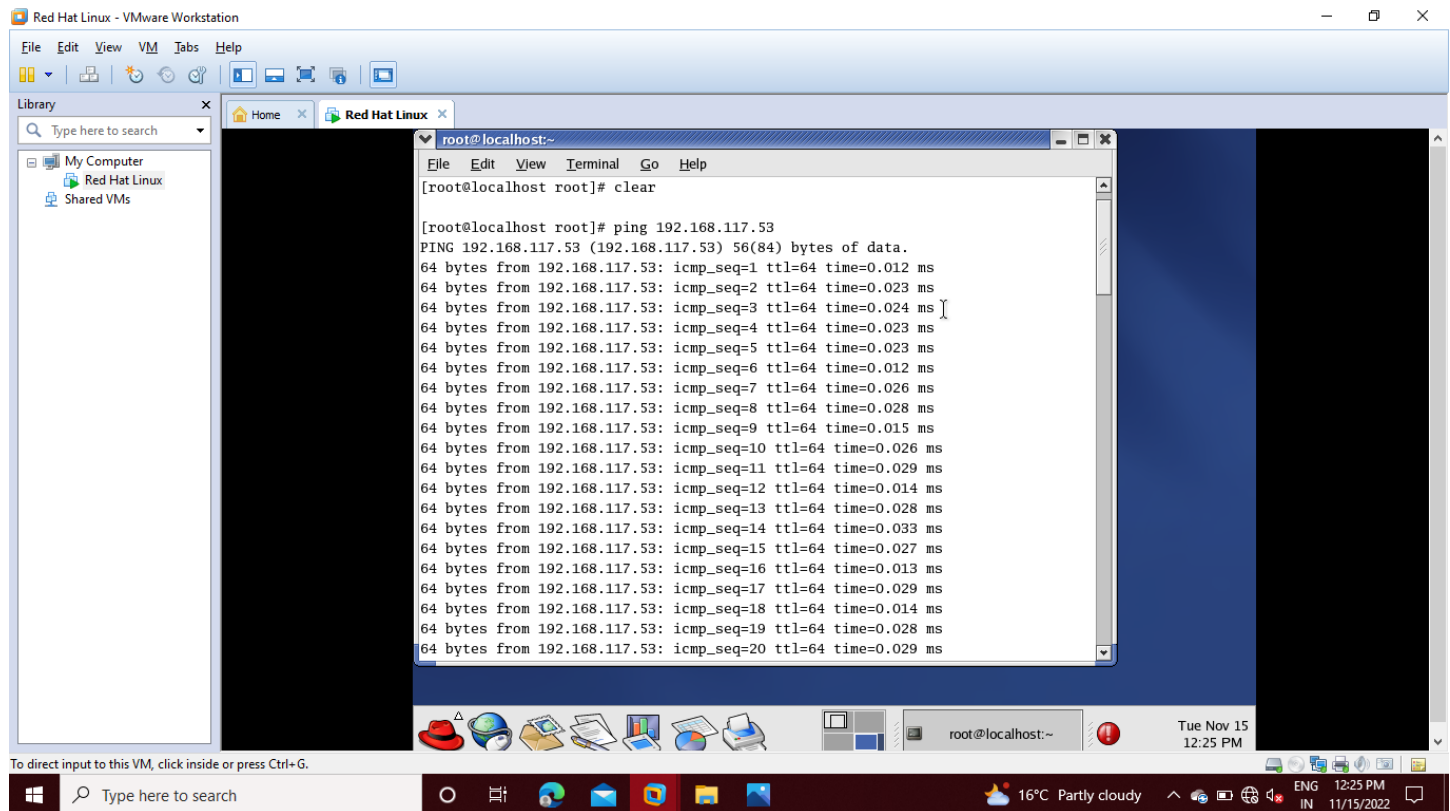 Red Hat Linux - VMware Workstation
File Edit View VM Tabs Help
Library
Type here to search
My Computer
Red Hat Linux
Shared VMs
Home
Red Hat Linux
root@localhost:~
File Edit View Terminal Go Help
[root@localhost root]# clear
[root@localhost root]# ping 192.168.117.53
PING 192.168.117.53 (192.168.117.53) 56(84) bytes of data.
64 bytes from 192.168.117.53: icmp_seq=1 ttl=64 time=0.012 ms
64 bytes from 192.168.117.53: icmp_seq=2 ttl=64 time=0.023 ms
64 bytes from 192.168.117.53: icmp_seq=3 ttl=64 time=0.024 ms
64 bytes from 192.168.117.53: icmp_seq=4 ttl=64 time=0.023 ms
64 bytes from 192.168.117.53: icmp_seq=5 ttl=64 time=0.023 ms
64 bytes from 192.168.117.53: icmp_seq=6 ttl=64 time=0.012 ms
64 bytes from 192.168.117.53: icmp_seq=7 ttl=64 time=0.026 ms
64 bytes from 192.168.117.53: icmp_seq=8 ttl=64 time=0.028 ms
64 bytes from 192.168.117.53: icmp_seq=9 ttl=64 time=0.015 ms
64 bytes from 192.168.117.53: icmp_seq=10 ttl=64 time=0.026 ms
64 bytes from 192.168.117.53: icmp_seq=11 ttl=64 time=0.029 ms
64 bytes from 192.168.117.53: icmp_seq=12 ttl=64 time=0.014 ms
64 bytes from 192.168.117.53: icmp_seq=13 ttl=64 time=0.028 ms
64 bytes from 192.168.117.53: icmp_seq=14 ttl=64 time=0.033 ms
64 bytes from 192.168.117.53: icmp_seq=15 ttl=64 time=0.027 ms
64 bytes from 192.168.117.53: icmp_seq=16 ttl=64 time=0.013 ms
64 bytes from 192.168.117.53: icmp_seq=17 ttl=64 time=0.029 ms
64 bytes from 192.168.117.53: icmp_seq=18 ttl=64 time=0.014 ms
64 bytes from 192.168.117.53: icmp_seq=19 ttl=64 time=0.028 ms
64 bytes from 192.168.117.53: icmp_seq=20 ttl=64 time=0.029 ms
root@localhost:~
Tue Nov 15
12:25 PM
To direct input to this VM, click inside or press Ctrl+G.
Type here to search
16°C Partly cloudy
ENG
IN
12:25 PM
11/15/2022